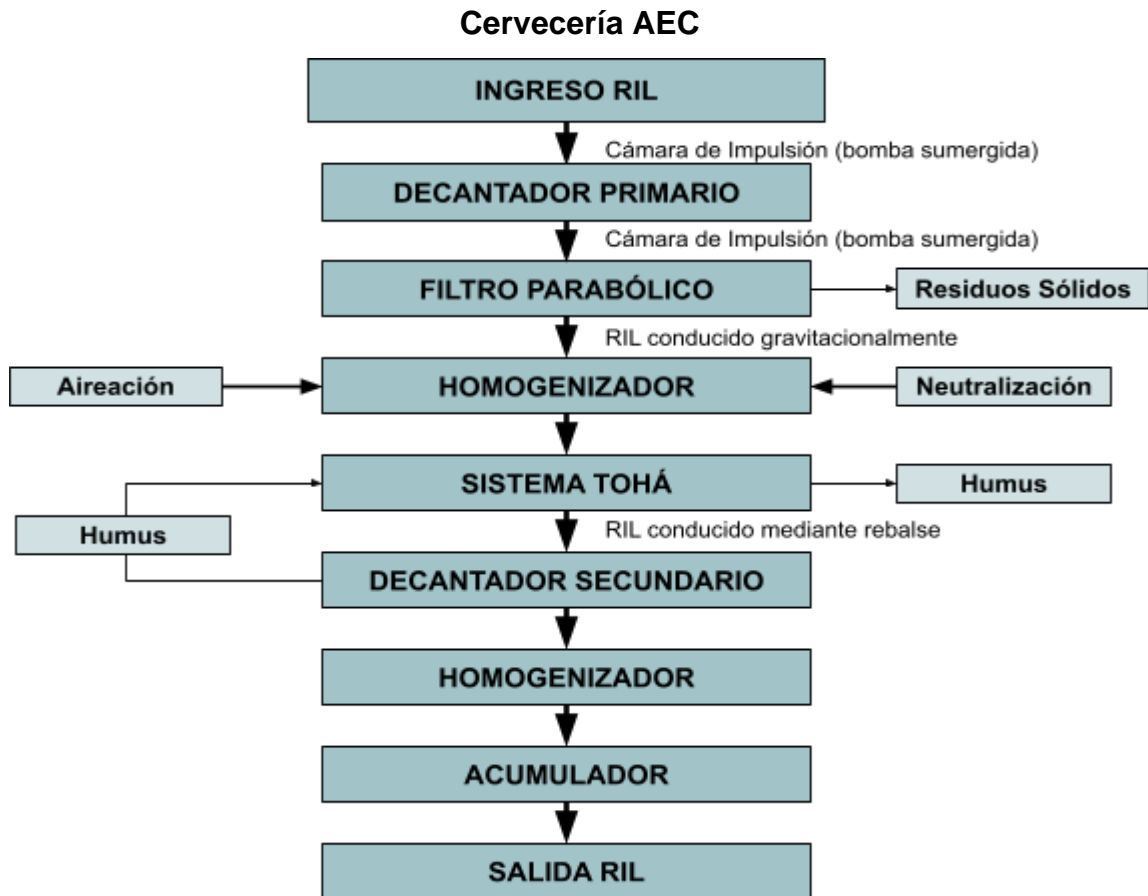 Cervecería AEC
INGRESO RIL
Cámara de Impulsión (bomba sumergida)
DECANTADOR PRIMARIO
Cámara de Impulsión (bomba sumergida)
FILTRO PARABÓLICO
Residuos Sólidos
RIL conducido gravitacionalmente
Aireación
HOMOGENIZADOR
Neutralización
SISTEMA TOHÁ
Humus
Humus
RIL conducido mediante rebalse
DECANTADOR SECUNDARIO
HOMOGENIZADOR
ACUMULADOR
SALIDA RIL